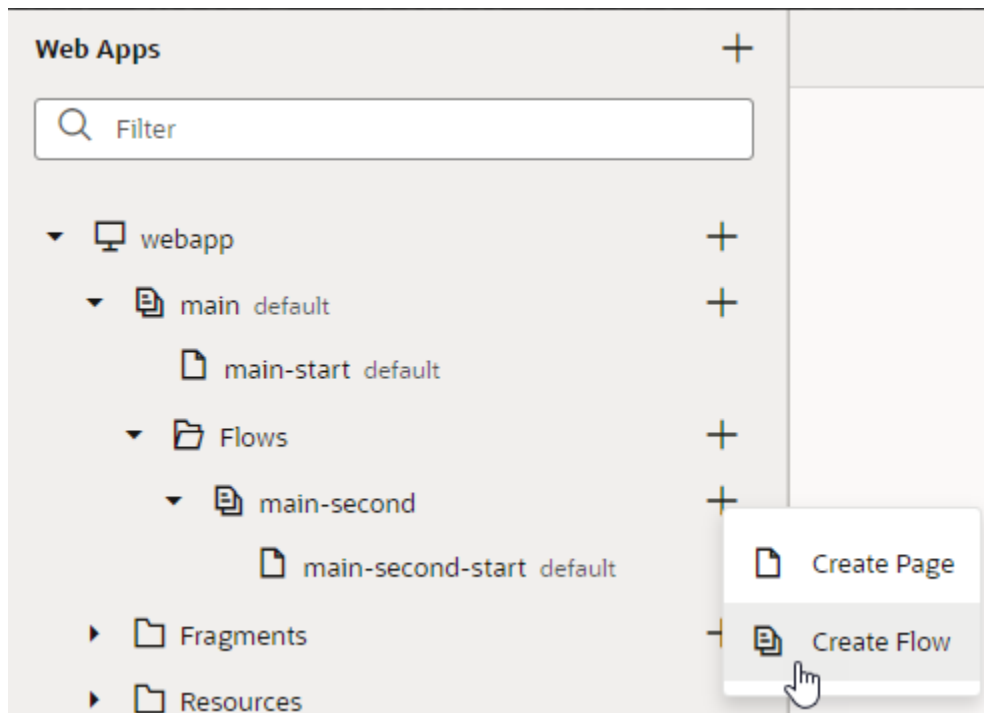 Web Apps
Filter
webapp
main default
main-start default
Flows
main-second
main-second-start default
Create Page
Fragments
Create Flow
Resources